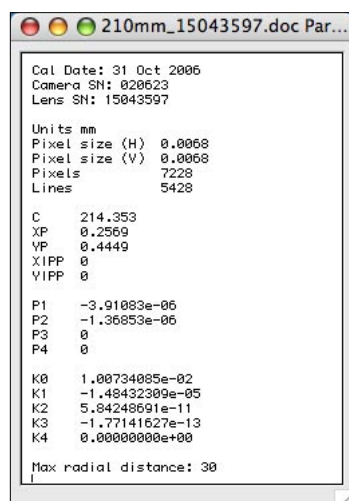 210mm_15043597.doc Par...
Cal Date: 31 Oct 2006
Camera SN: 020623
Lens SN: 15043597
Units mm
Pixel size (H) 0.0068
Pixel size (V) 0.0068
Pixels 7228
Lines 5428
C 214.353
XP 0.2569
YP 0.4449
XIPP 0
YIPP 0
P1 -3.91083e-06
P2 -1.36853e-06
P3 0
P4 0
K0 1.00734085e-02
K1 -1.48432309e-05
K2 5.84248691e-11
K3 -1.77141627e-13
K4 0.00000000e+00
Max radial distance: 30